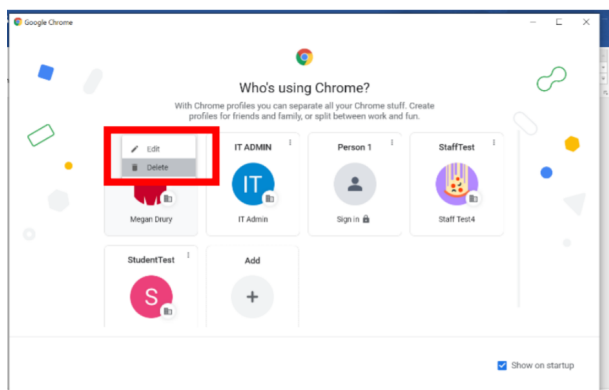 Google Chrome
Who's using Chrome?
With Chrome profiles you can separate all your Chrome stuff. Create
profiles for friends and family, or split between work and fun.
Edit
Delete
IT ADMIN
Person 1
StaffTest
IT
Megan Drury
IT Admin
Sign in
Staff Test4
StudentTest
Add
S
Show on startup